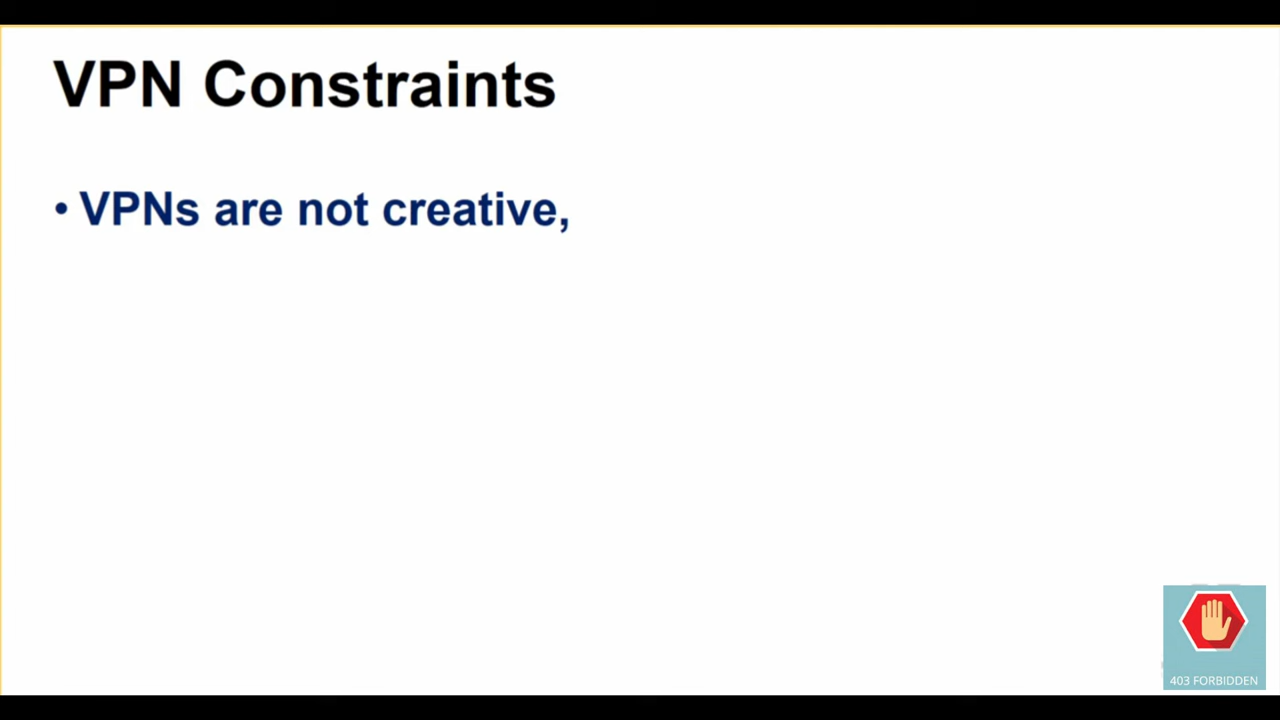 VPN Constraints
• VPNs are not creative,
403 FORBIDDEN